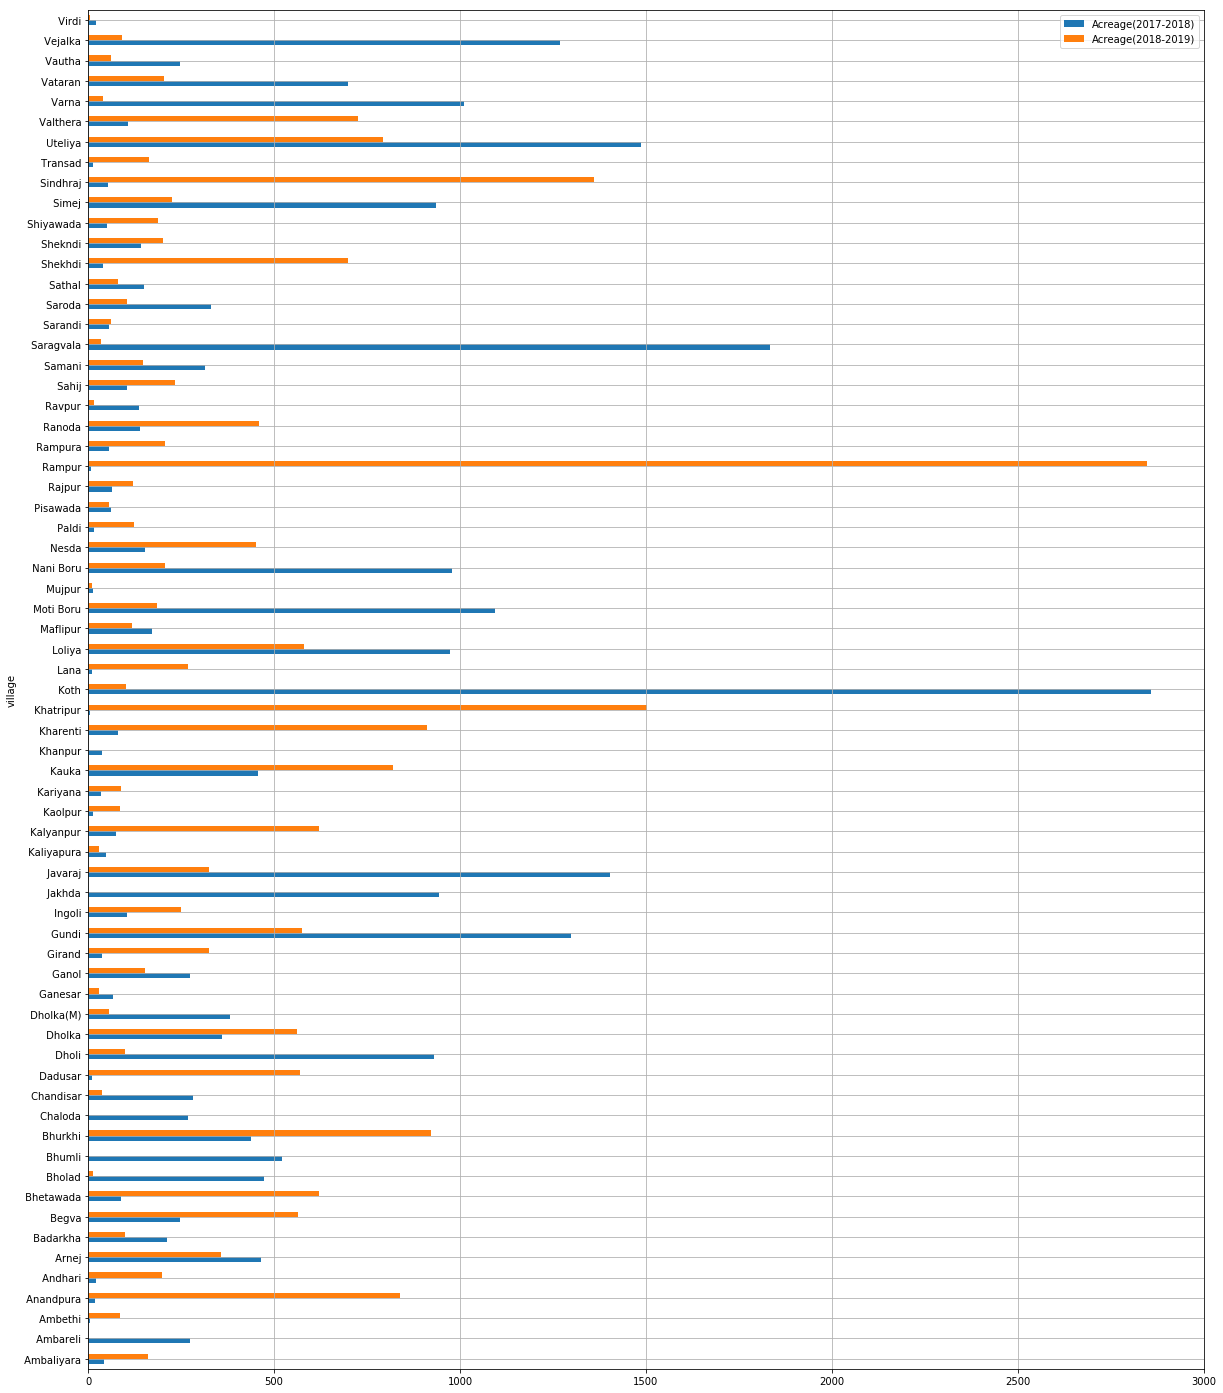 Acreage(2017-2018)
Acreage(2018-2019)
Virdi
Vejalka
Vautha
Vataran
Varna
Valthera
Uteliya
Transad
Sindhraj
Simej
Shiyawada
Shekndi
Shekhdi
Sathal
Saroda
Sarandi
Saragvala
Samani
Sahij
Ravpur
Ranoda
Rampura
Rampur
Rajpur
Pisawada
Paldi
Nesda
Nani Boru
Mujpur
Moti Boru
Maflipur
Loliya
Lana
Koth
Khatripur
Kharenti
Khanpur
Kauka
Kariyana
Kaolpur
Kalyanpur
Kaliyapura
Javaraj
Jakhda
Ingoli
Gundi
Girand
Ganol
Ganesar
Dholka(M)
Dholka
Dholi
Dadusar
Chandisar
Chaloda
Bhurkhi
Bhumli
Bholad
Bhetawada
Begva
Badarkha
Arnej
Andhari
Anandpura
Ambethi
Ambareli
Ambaliyara
village
0 500 1000 1500 2000 2500 3000